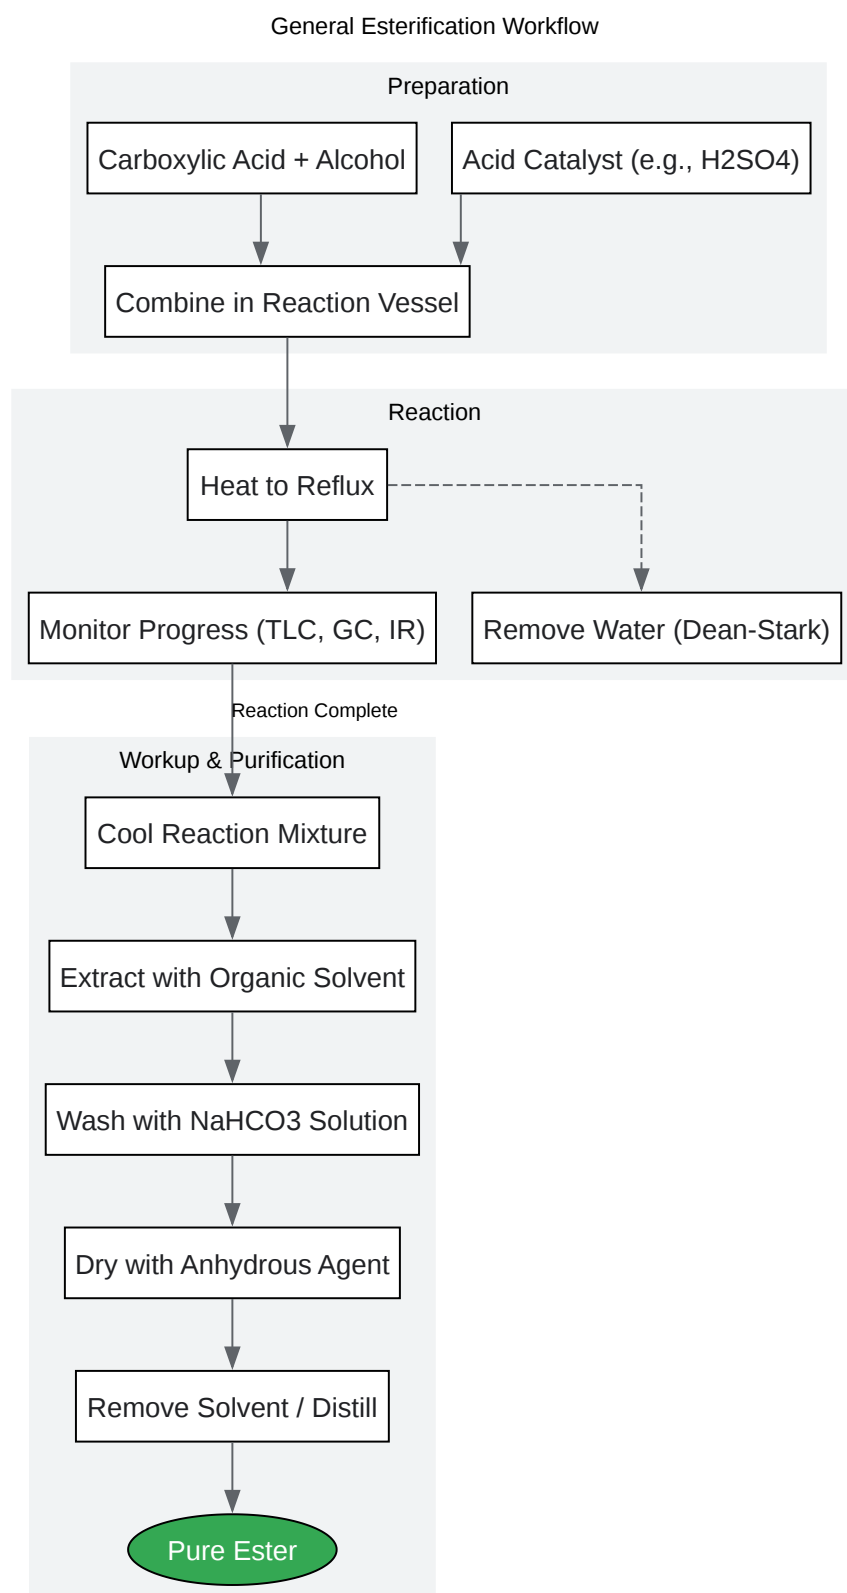 General Esterification Workflow
Preparation
Carboxylic Acid + Alcohol
Acid Catalyst (e.g., H2SO4)
Combine in Reaction Vessel
Reaction
Heat to Reflux
Monitor Progress (TLC, GC, IR)
Remove Water (Dean-Stark)
Reaction Complete
Workup & Purification
Cool Reaction Mixture
Extract with Organic Solvent
Wash with NaHCO3 Solution
Dry with Anhydrous Agent
Remove Solvent / Distill
Pure Ester